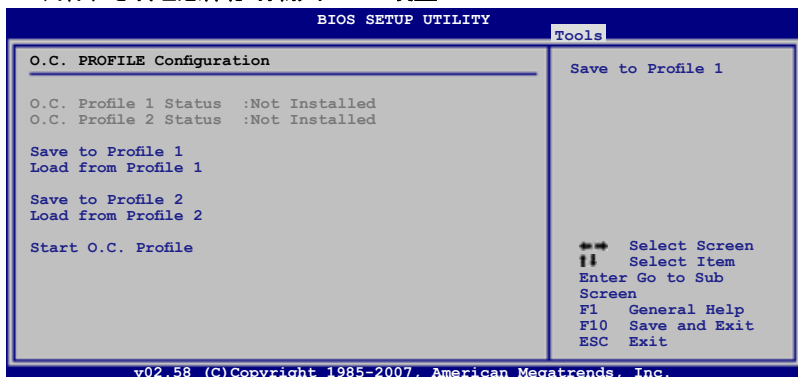 BIOS SETUP UTILITY
Tools
O.C. PROFILE Configuration
O.C. Profile 1 Status :Not Installed
O.C. Profile 2 Status :Not Installed
Save to Profile 1
Load from Profile 1
Save to Profile 2
Load from Profile 2
Start O.C. Profile
Save to Profile 1
Select Screen
Select Item
Enter Go to Sub
Screen
F1 General Help
F10 Save and Exit
ESC Exit
v02.58 (C)Copyright 1985-2007, American Megatrends, Inc.